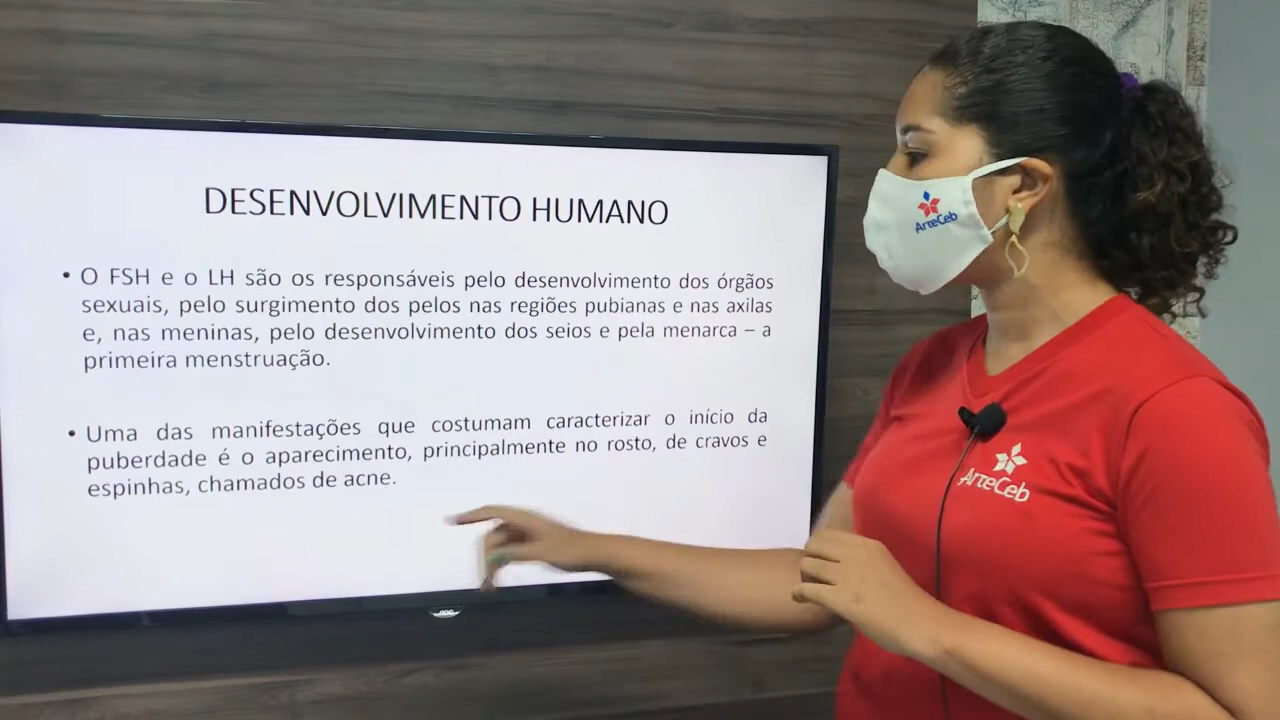 DESENVOLVIMENTO HUMANO
• O FSH e o LH são os responsáveis pelo desenvolvimento dos órgãos
sexuais, pelo surgimento dos pelos nas regiões pubianas e nas axilas
e, nas meninas, pelo desenvolvimento dos seios e pela menarca – a
primeira menstruação.
• Uma das manifestações que costumam caracterizar o início da
puberdade é o aparecimento, principalmente no rosto, de cravos e
espinhas, chamados de acne.
AOC
ArteCeb
ArteCeb